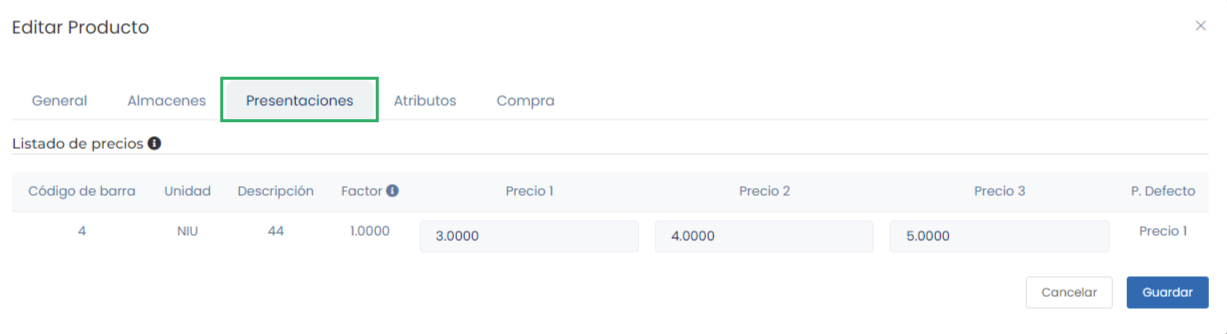 Editar Producto
General Almacenes Presentaciones Atributos Compra
Listado de precios
Código de barra Unidad Descripción Factor Precio 1 Precio 2 Precio 3 P. Defecto
4 NIU 44 1.0000 3.0000 4.0000 5.0000 Precio 1
Cancelar Guardar